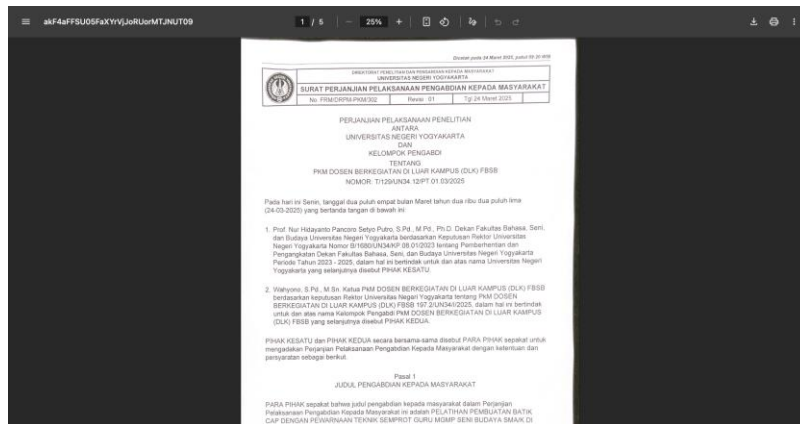 akF4aFFSU05FaXYrVjJoRUorMTJNUT09
1 / 5
25%
Dicetak pada 24 Maret 2025, pukul
DIREKTORAT PENELITIAN DAN PENGABDIAN KEPADA MASYARAKAT
UNIVERSITAS NEGERI YOGYAKARTA
SURAT PERJANJIAN PELAKSANAAN PENGABDIAN KEPADA MASYARAKAT
No. FRM/DRPM-PKM/302 Revisi 01 Tgl 24 Maret 2025
PERJANJIAN PELAKSANAAN PENELITIAN
ANTARA
UNIVERSITAS NEGERI YOGYAKARTA
DAN
KELOMPOK PENGABDI
TENTANG
PKM DOSEN BERKEGIATAN DI LUAR KAMPUS (DLK) FBSB
NOMOR: T/129/UN34.12/PT.01.03/2025
Pada hari ini Senin, tanggal dua puluh empat bulan Maret tahun dua ribu dua puluh lima
(24-03-2025) yang bertanda tangan di bawah ini:
1. Prof. Nur Hidayanto Pancoro Setyo Putro, S.Pd., M.Pd., Ph.D. Dekan Fakultas Bahasa, Seni,
dan Budaya Universitas Negeri Yogyakarta berdasarkan Keputusan Rektor Universitas
Negeri Yogyakarta Nomor B/1680/UN34/KP.08.01/2023 tentang Pemberhentian dan
Pengangkatan Dekan Fakultas Bahasa, Seni, dan Budaya Universitas Negeri Yogyakarta
Periode Tahun 2023 - 2025, dalam hal ini bertindak untuk dan atas nama Universitas Negeri
Yogyakarta yang selanjutnya disebut PIHAK KESATU.
2. Wahyono, S.Pd., M.Sn. Ketua PkM DOSEN BERKEGIATAN DI LUAR KAMPUS (DLK) FBSB
berdasarkan keputusan Rektor Universitas Negeri Yogyakarta tentang PkM DOSEN
BERKEGIATAN DI LUAR KAMPUS (DLK) FBSB 197.2/UN34/I/2025, dalam hal ini bertindak
untuk dan atas nama Kelompok Pengabdi PkM DOSEN BERKEGIATAN DI LUAR KAMPUS
(DLK) FBSB yang selanjutnya disebut PIHAK KEDUA.
PIHAK KESATU dan PIHAK KEDUA secara bersama-sama disebut PARA PIHAK sepakat untuk
mengadakan Perjanjian Pelaksanaan Pengabdian Kepada Masyarakat dengan ketentuan dan
persyaratan sebagai berikut.
Pasal 1
JUDUL PENGABDIAN KEPADA MASYARAKAT
PARA PIHAK sepakat bahwa judul pengabdian kepada masyarakat dalam Perjanjian
Pelaksanaan Pengabdian Kepada Masyarakat ini adalah PELATIHAN PEMBUATAN BATIK
CAP DENGAN PEWARNAAN TEKNIK SEMPROT GURU MGMP SENI BUDAYA SMA/K DI